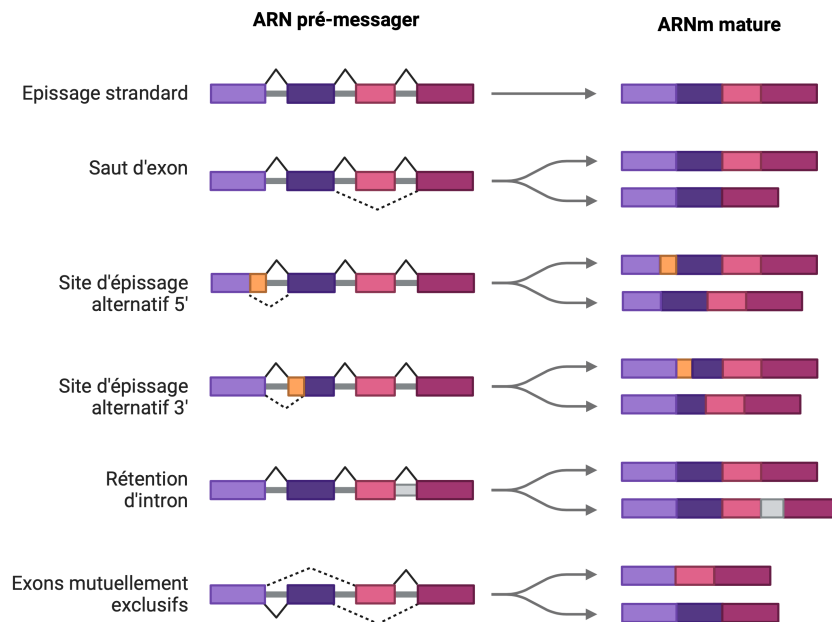 ARN pré-messager
ARNm mature
Epissage strandard
Saut d'exon
Site d'épissage
alternatif 5'
Site d'épissage
alternatif 3'
Rétention
d'intron
Exons mutuellement
exclusifs